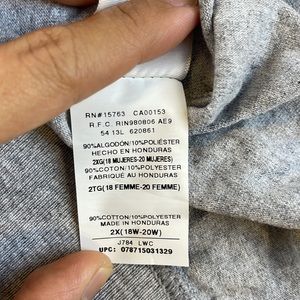 RN#15763 CA00153
R.F.C. RIN980806 AE9
54 13L 620861
90%ALGODÓN/10%POLIÉSTER
HECHO EN HONDURAS
2XG(18 MUJERES-20 MUJERES)
90%COTON/10%POLYESTER
FABRIQUÉ AU HONDURAS
2TG(18 FEMME-20 FEMME)
90%COTTON/10%POLYESTER
MADE IN HONDURAS
2X(18W-20W)
J784 LWC
UPC: 078715031329